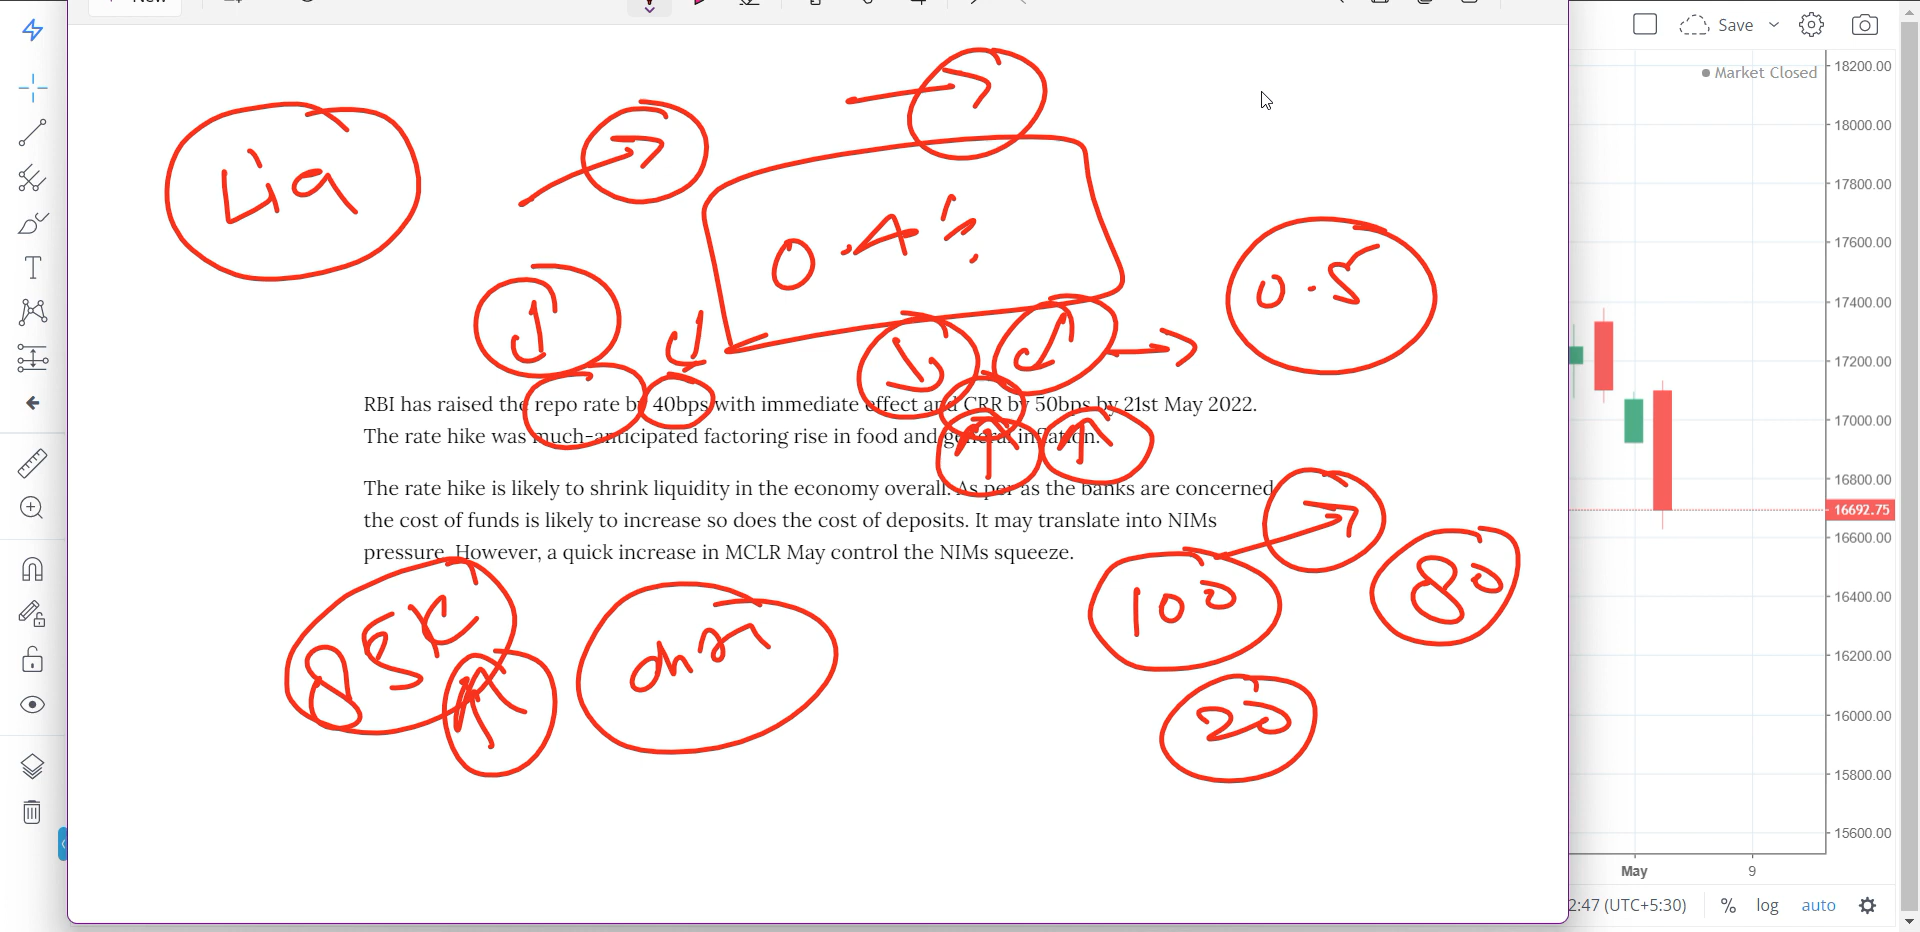 New
Save
Market Closed
18200.00
18000.00
17800.00
17600.00
17400.00
17200.00
17000.00
16800.00
16692.75
16600.00
16400.00
16200.00
16000.00
15800.00
15600.00
Liq
0.4%
0.5
RBI has raised the repo rate by 40bps with immediate effect and CRR by 50bps by 21st May 2022.
The rate hike was much-anticipated factoring rise in food and general inflation.
The rate hike is likely to shrink liquidity in the economy overall. As per as the banks are concerned
the cost of funds is likely to increase so does the cost of deposits. It may translate into NIMs
pressure. However, a quick increase in MCLR May control the NIMs squeeze.
85K
100
80
20
May
9
2:47 (UTC+5:30)
%
log
auto